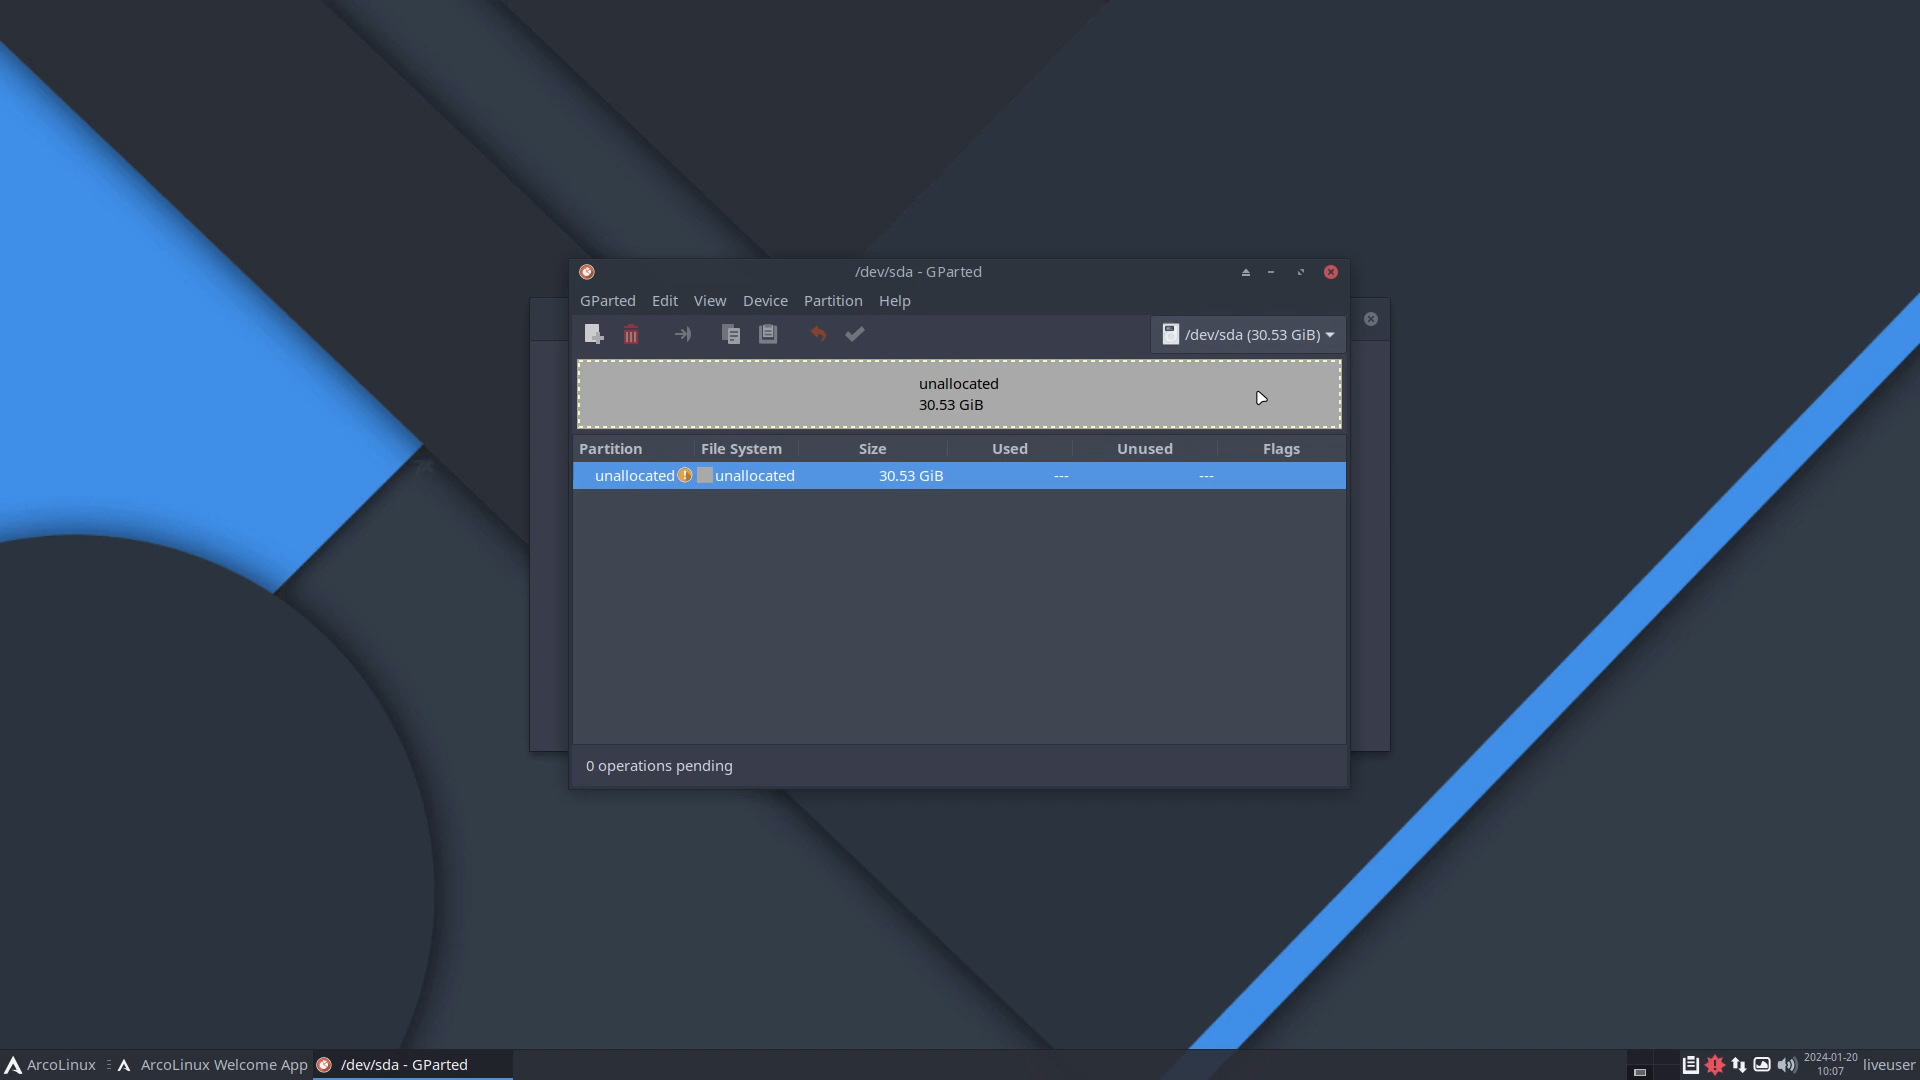 /dev/sda - GParted
GParted Edit View Device Partition Help
/dev/sda (30.53 GiB)
unallocated
30.53 GiB
Partition File System Size Used Unused Flags
unallocated unallocated 30.53 GiB --- ---
0 operations pending
ArcoLinux ArcoLinux Welcome App /dev/sda - GParted 2024-01-20 liveuser
10:07